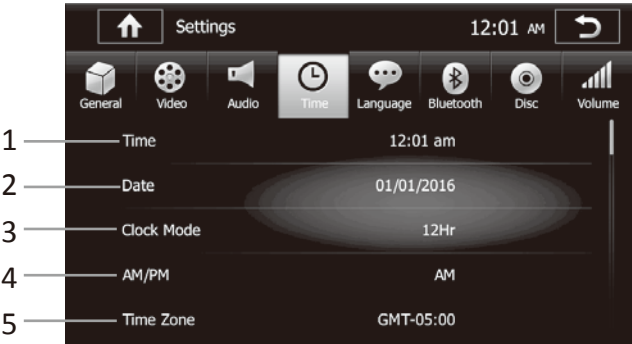 Settings 12:01 AM
General Video Audio Time Language Bluetooth Disc Volume
1 Time 12:01 am
2 Date 01/01/2016
3 Clock Mode 12Hr
4 AM/PM AM
5 Time Zone GMT-05:00